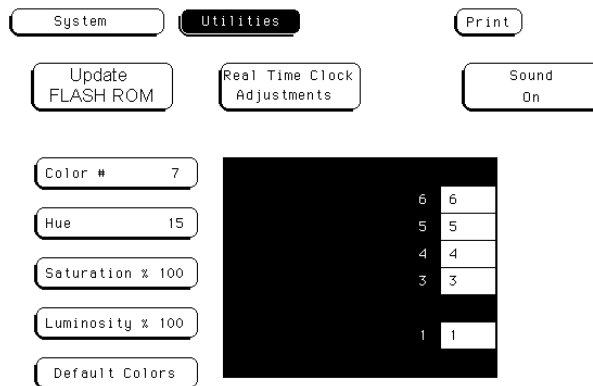 System Utilities Print
Update Real Time Clock Sound
FLASH ROM Adjustments On
Color # 7
6 6
Hue 15
5 5
4 4
Saturation % 100
3 3
Luminosity % 100
1 1
Default Colors